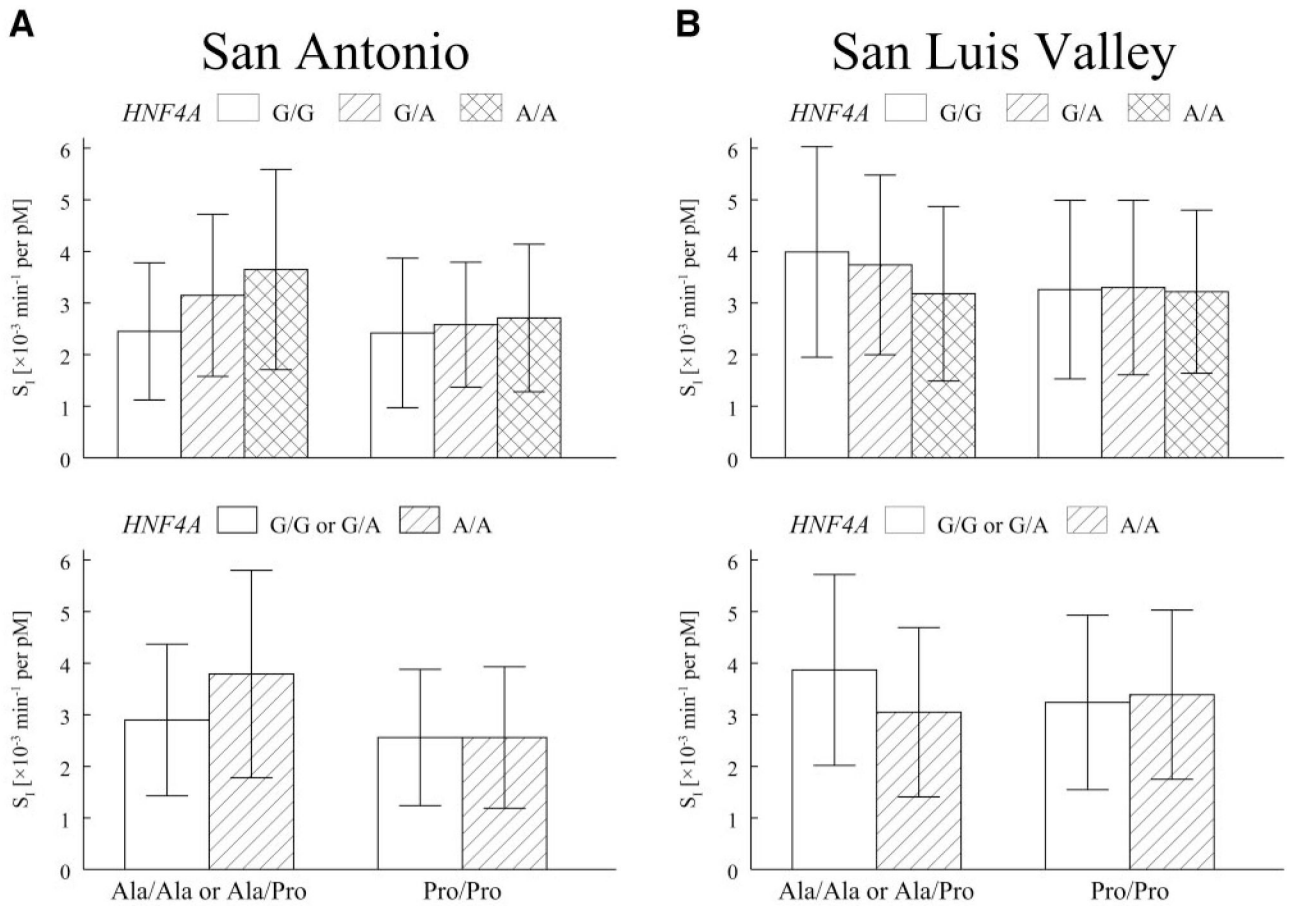 A
San Antonio
HNF4A G/G G/A A/A
S_I [×10⁻³ min⁻¹ per pM]
6
5
4
3
2
1
0
HNF4A G/G or G/A A/A
S_I [×10⁻³ min⁻¹ per pM]
6
5
4
3
2
1
0
Ala/Ala or Ala/Pro Pro/Pro
B
San Luis Valley
HNF4A G/G G/A A/A
S_I [×10⁻³ min⁻¹ per pM]
6
5
4
3
2
1
0
HNF4A G/G or G/A A/A
S_I [×10⁻³ min⁻¹ per pM]
6
5
4
3
2
1
0
Ala/Ala or Ala/Pro Pro/Pro